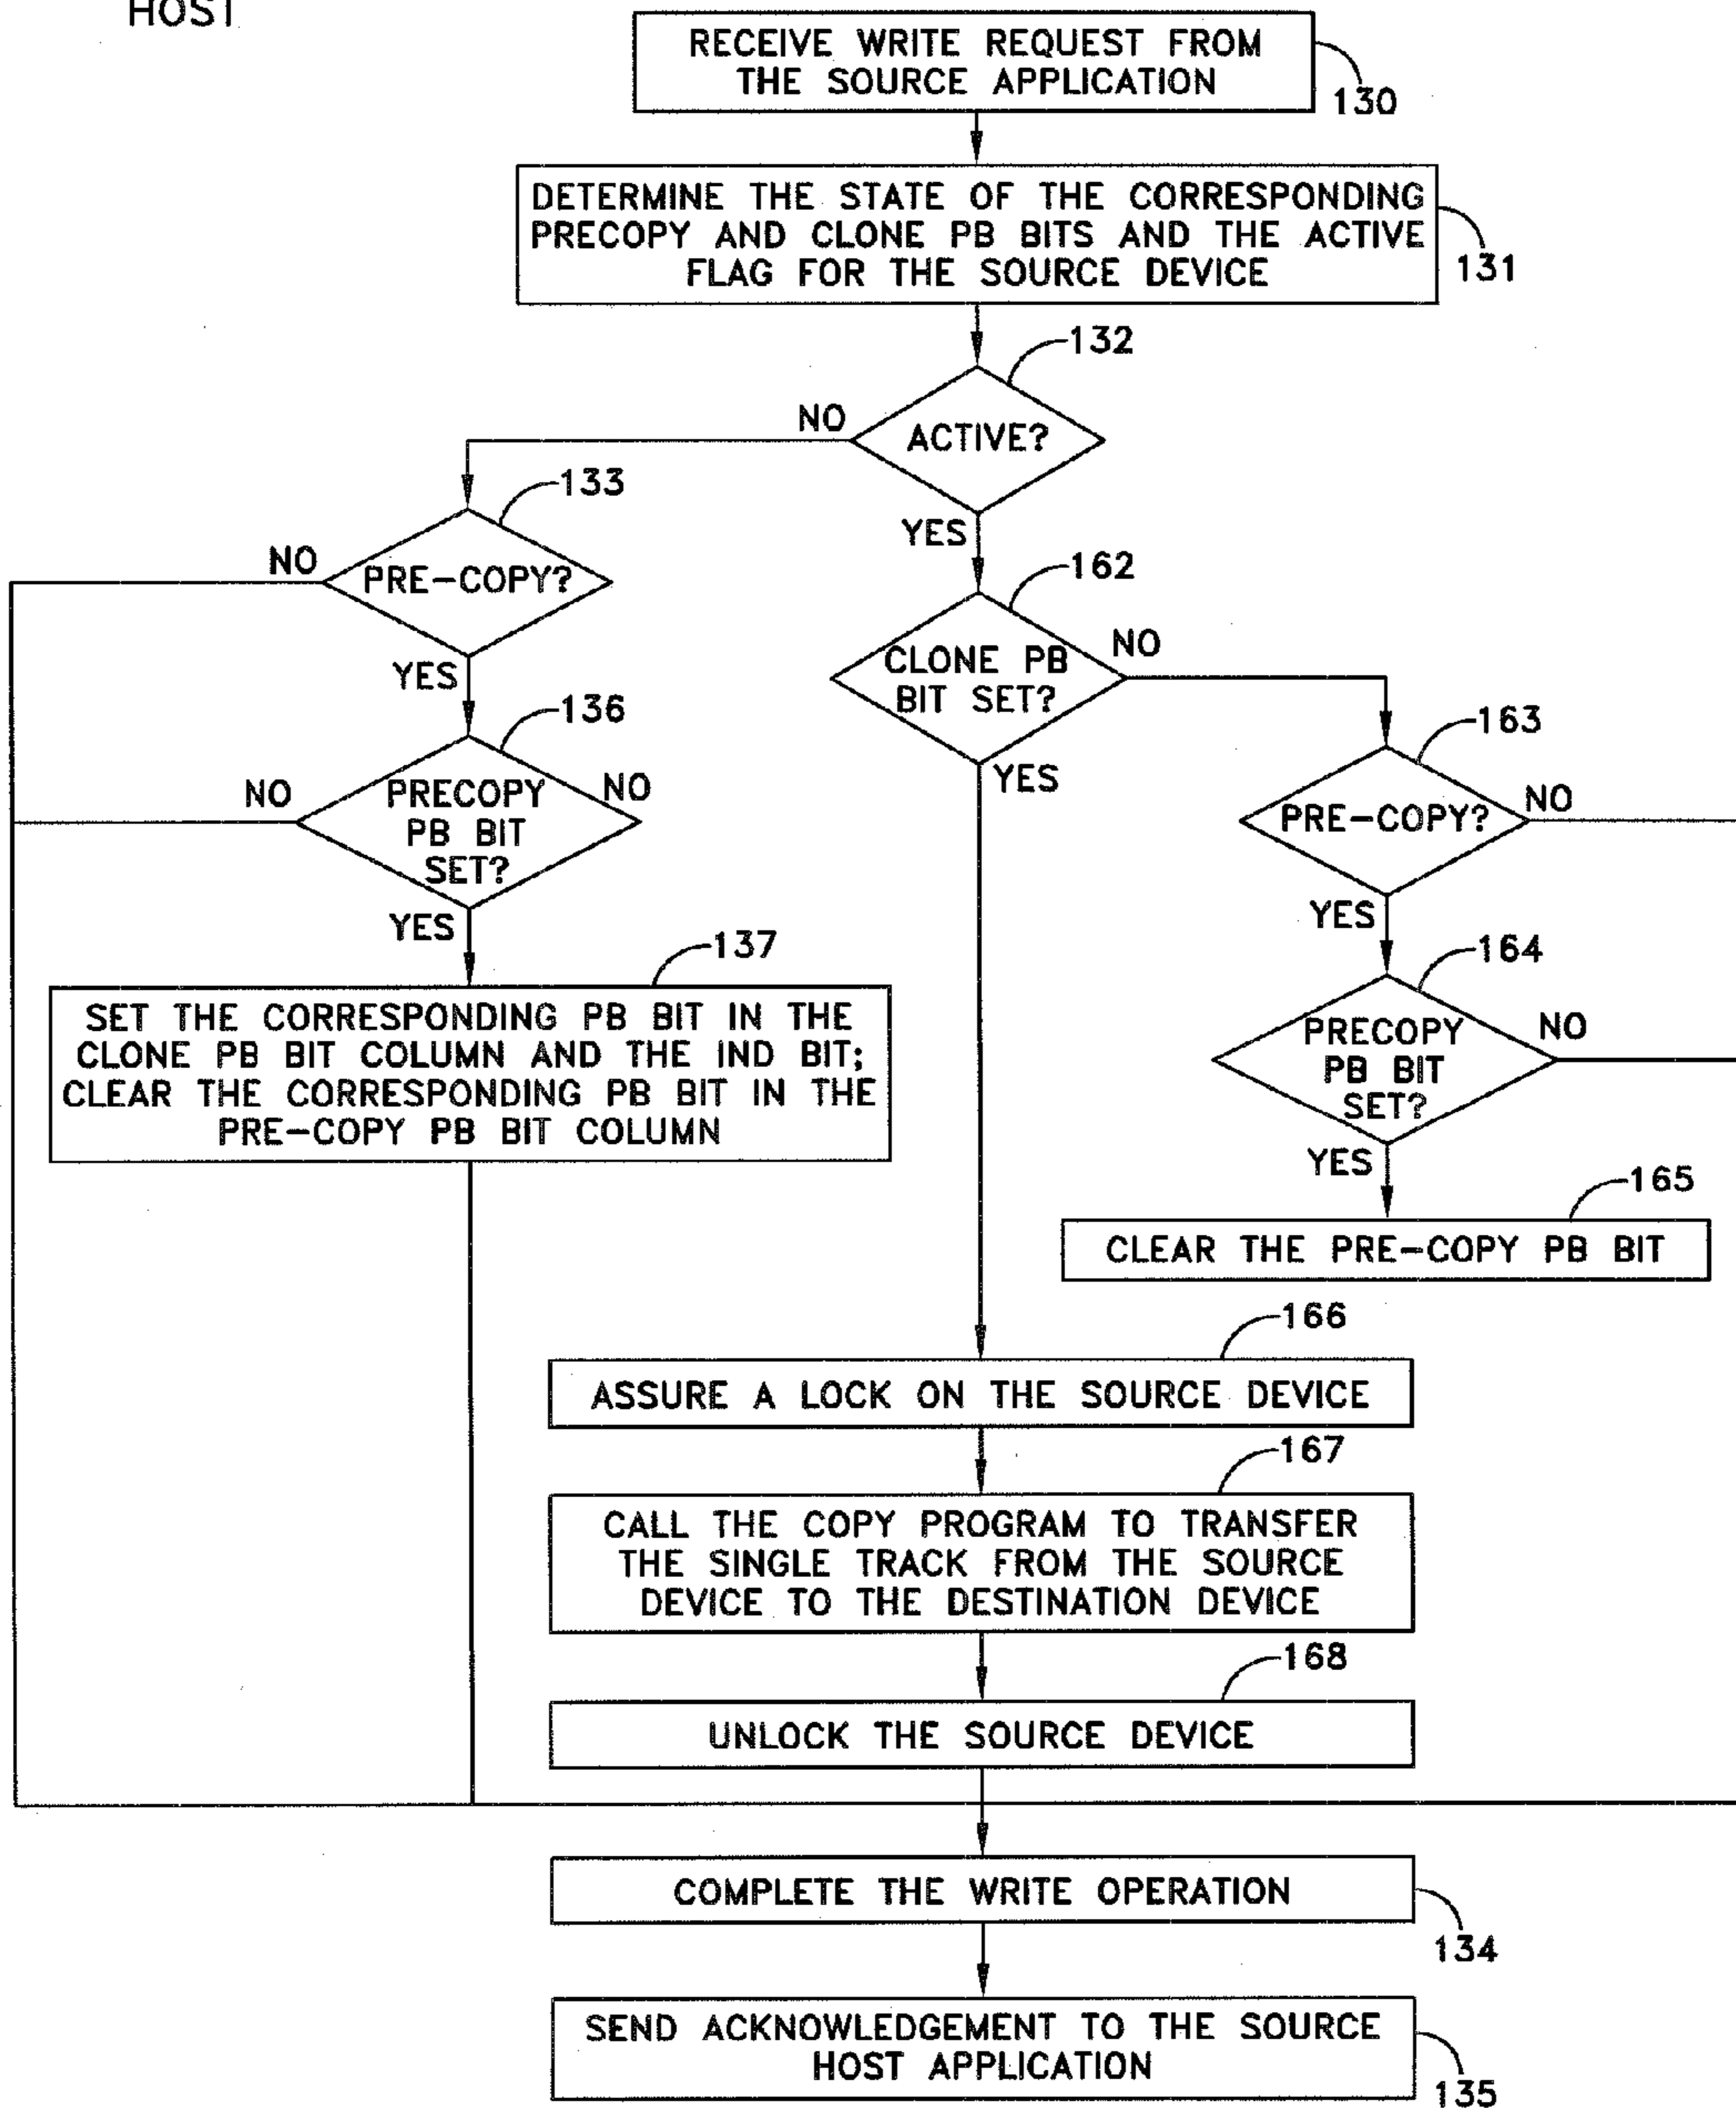 HOST
RECEIVE WRITE REQUEST FROM
THE SOURCE APPLICATION
130
DETERMINE THE STATE OF THE CORRESPONDING
PRECOPY AND CLONE PB BITS AND THE ACTIVE
FLAG FOR THE SOURCE DEVICE
131
132
NO
ACTIVE?
YES
133
NO
PRE-COPY?
YES
162
CLONE PB
BIT SET?
NO
YES
136
NO
PRECOPY
PB BIT
SET?
NO
YES
163
PRE-COPY?
NO
YES
137
SET THE CORRESPONDING PB BIT IN THE
CLONE PB BIT COLUMN AND THE IND BIT;
CLEAR THE CORRESPONDING PB BIT IN THE
PRE-COPY PB BIT COLUMN
164
PRECOPY
PB BIT
SET?
NO
YES
165
CLEAR THE PRE-COPY PB BIT
166
ASSURE A LOCK ON THE SOURCE DEVICE
167
CALL THE COPY PROGRAM TO TRANSFER
THE SINGLE TRACK FROM THE SOURCE
DEVICE TO THE DESTINATION DEVICE
168
UNLOCK THE SOURCE DEVICE
COMPLETE THE WRITE OPERATION
134
SEND ACKNOWLEDGEMENT TO THE SOURCE
HOST APPLICATION
135